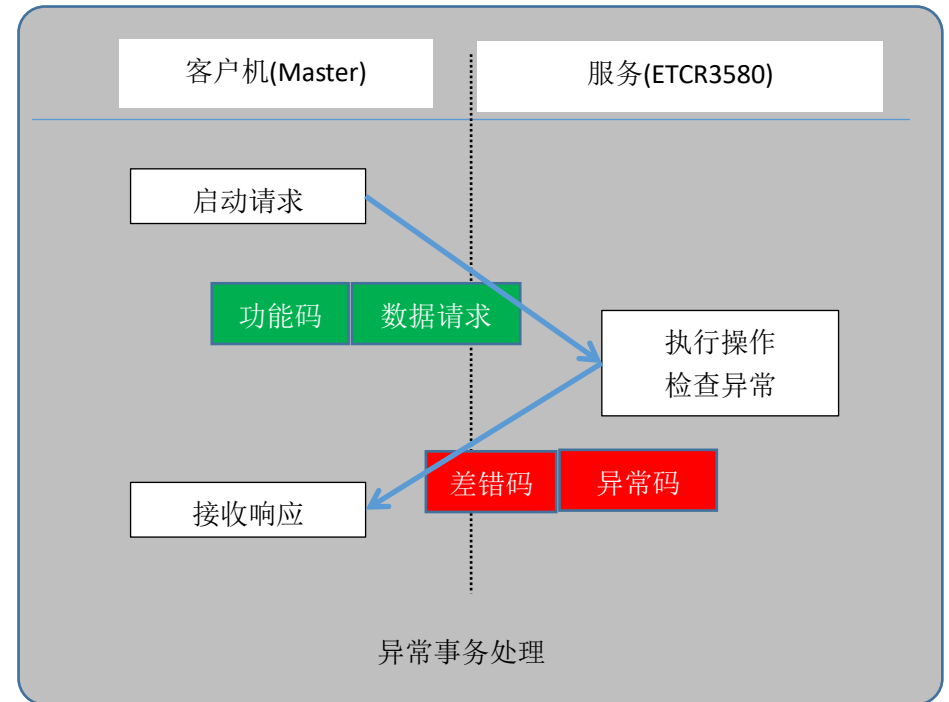 客户机(Master)
服务(ETCR3580)
启动请求
功能码
数据请求
执行操作
检查异常
差错码
异常码
接收响应
异常事务处理